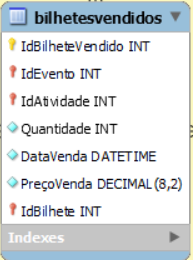 bilhetesvendidos
IdBilheteVendido INT
IdEvento INT
IdAtividade INT
Quantidade INT
DataVenda DATETIME
PreçoVenda DECIMAL(8,2)
IdBilhete INT
Indexes